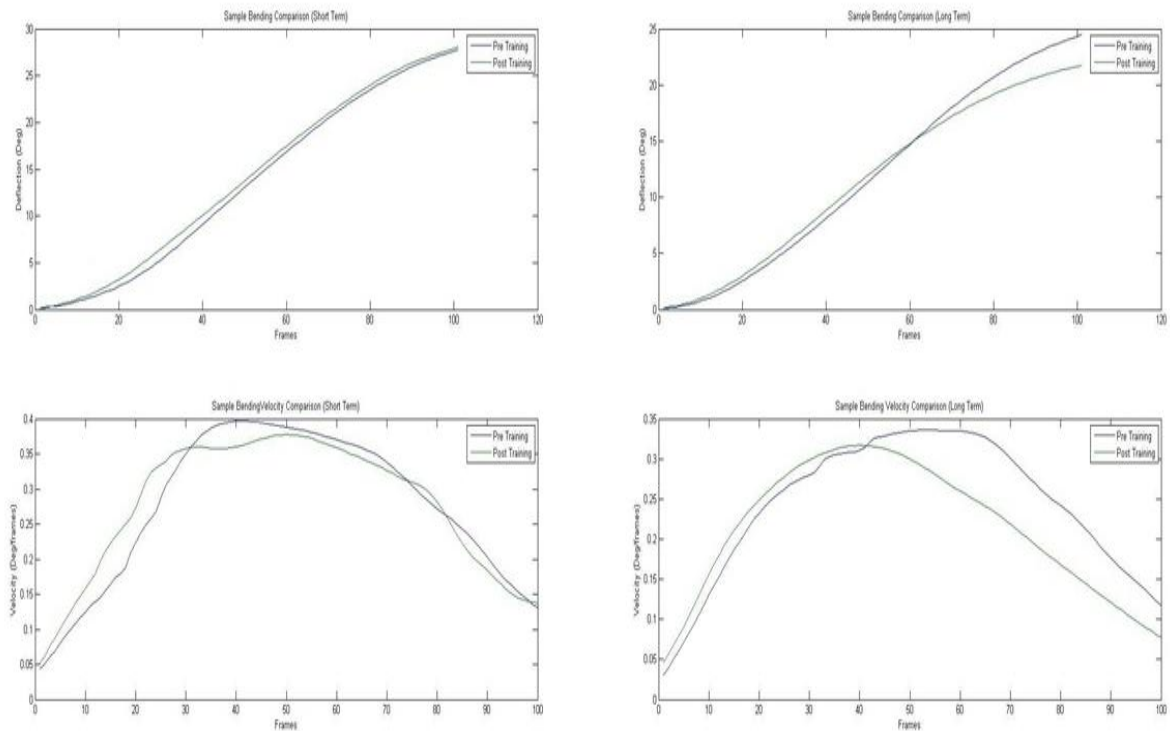 Sample Bending Comparison (Short Term)
30
25
20
15
10
5
0
Deflection (Deg)
0 20 40 60 80 100 120
Frames
Pre Training
Post Training
Sample Bending Comparison (Long Term)
25
20
15
10
5
0
Deflection (Deg)
0 20 40 60 80 100 120
Frames
Pre Training
Post Training
Sample BendingVelocity Comparison (Short Term)
0.4
0.35
0.3
0.25
0.2
0.15
0.1
0.05
0
Velocity (Deg/frames)
0 10 20 30 40 50 60 70 80 90 100
Frames
Pre Training
Post Training
Sample Bending Velocity Comparison (Long Term)
0.35
0.3
0.25
0.2
0.15
0.1
0.05
0
Velocity (Deg/frames)
0 10 20 30 40 50 60 70 80 90 100
Frames
Pre Training
Post Training